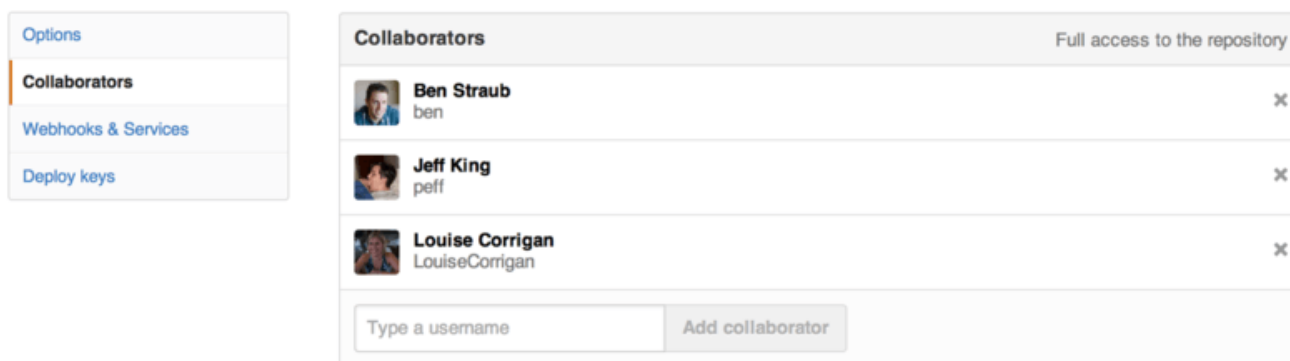 Options
Collaborators
Webhooks & Services
Deploy keys
Collaborators
Full access to the repository
Ben Straub
ben
Jeff King
peff
Louise Corrigan
LouiseCorrigan
Type a username
Add collaborator